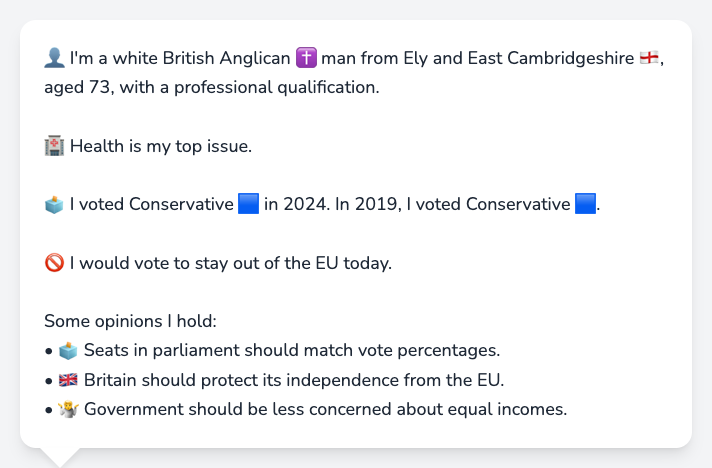 👤 I'm a white British Anglican ✝️ man from Ely and East Cambridgeshire 🏴󠁧󠁢󠁥󠁮󠁧󠁿,
aged 73, with a professional qualification.
🏥 Health is my top issue.
🗳️ I voted Conservative 🟦 in 2024. In 2019, I voted Conservative 🟦.
🚫 I would vote to stay out of the EU today.
Some opinions I hold:
• 🗳️ Seats in parliament should match vote percentages.
• 🇬🇧 Britain should protect its independence from the EU.
• 🤷 Government should be less concerned about equal incomes.